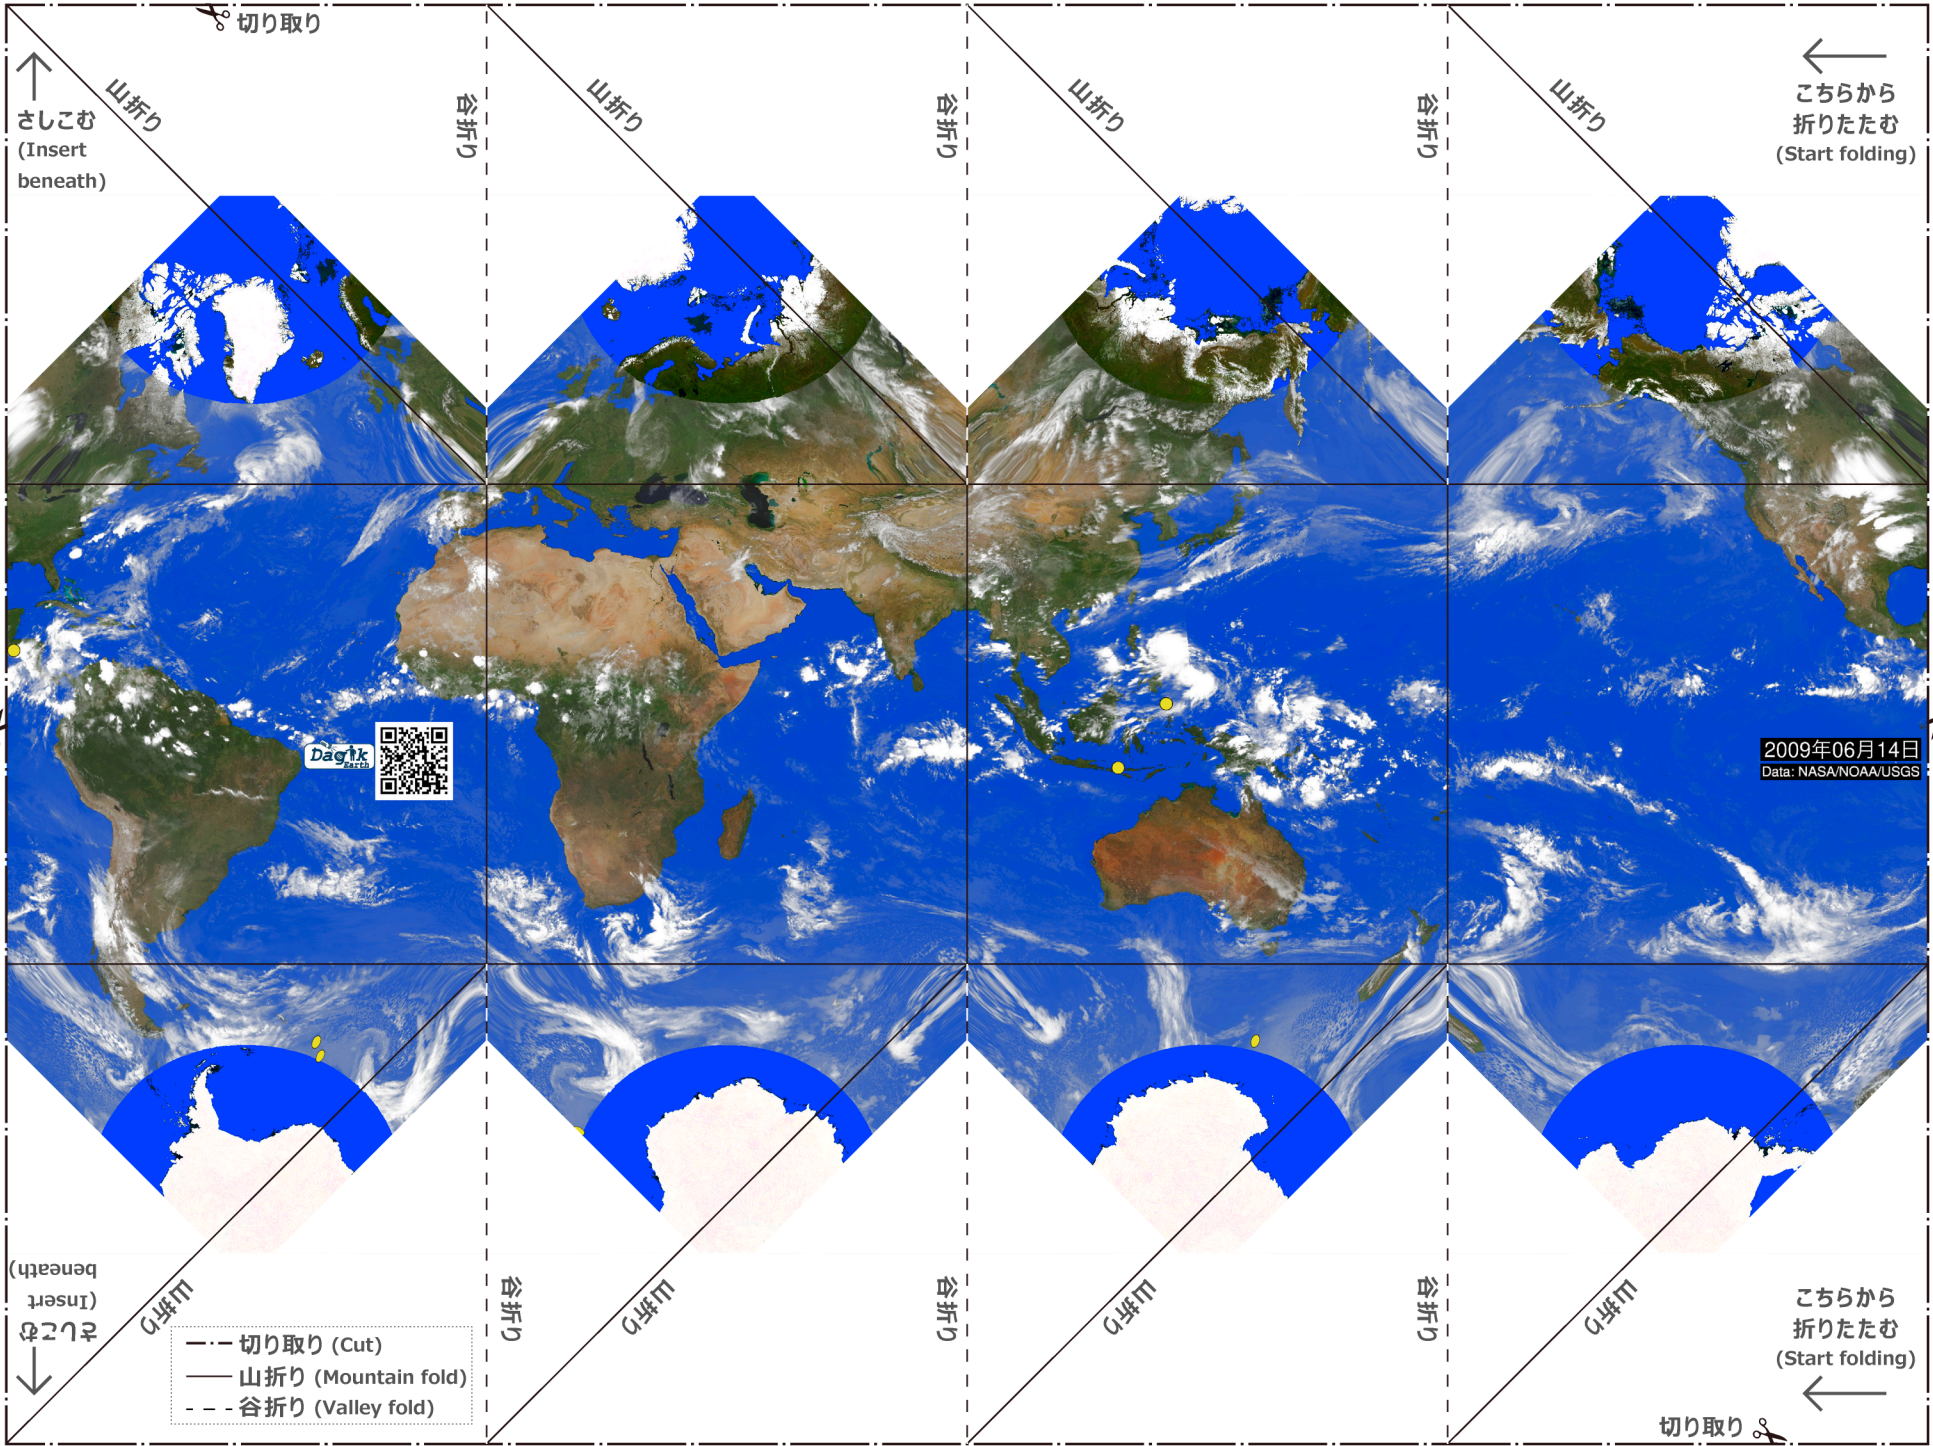 切り取り
山折り
谷折り
山折り
谷折り
山折り
谷折り
山折り
さしこむ
(Insert
beneath)
こちらから
折りたたむ
(Start folding)
Dagik
Earth
2009年06月14日
Data: NASA/NOAA/USGS
さしこむ
(Insert
beneath)
山折り
谷折り
山折り
谷折り
山折り
谷折り
山折り
こちらから
折りたたむ
(Start folding)
切り取り (Cut)
山折り (Mountain fold)
谷折り (Valley fold)
切り取り